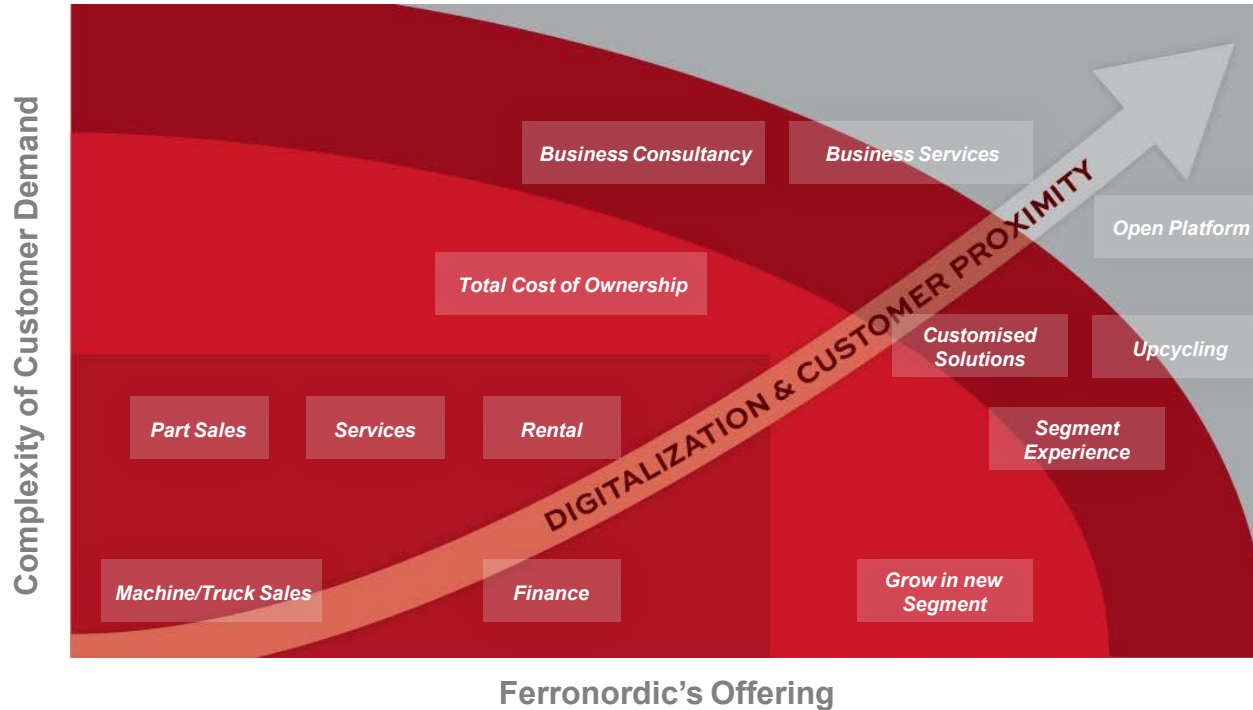 Complexity of Customer Demand
Business Consultancy
Business Services
Open Platform
Total Cost of Ownership
DIGITALIZATION & CUSTOMER PROXIMITY
Customised
Solutions
Upcycling
Part Sales
Services
Rental
Segment
Experience
Machine/Truck Sales
Finance
Grow in new
Segment
Ferronordic's Offering